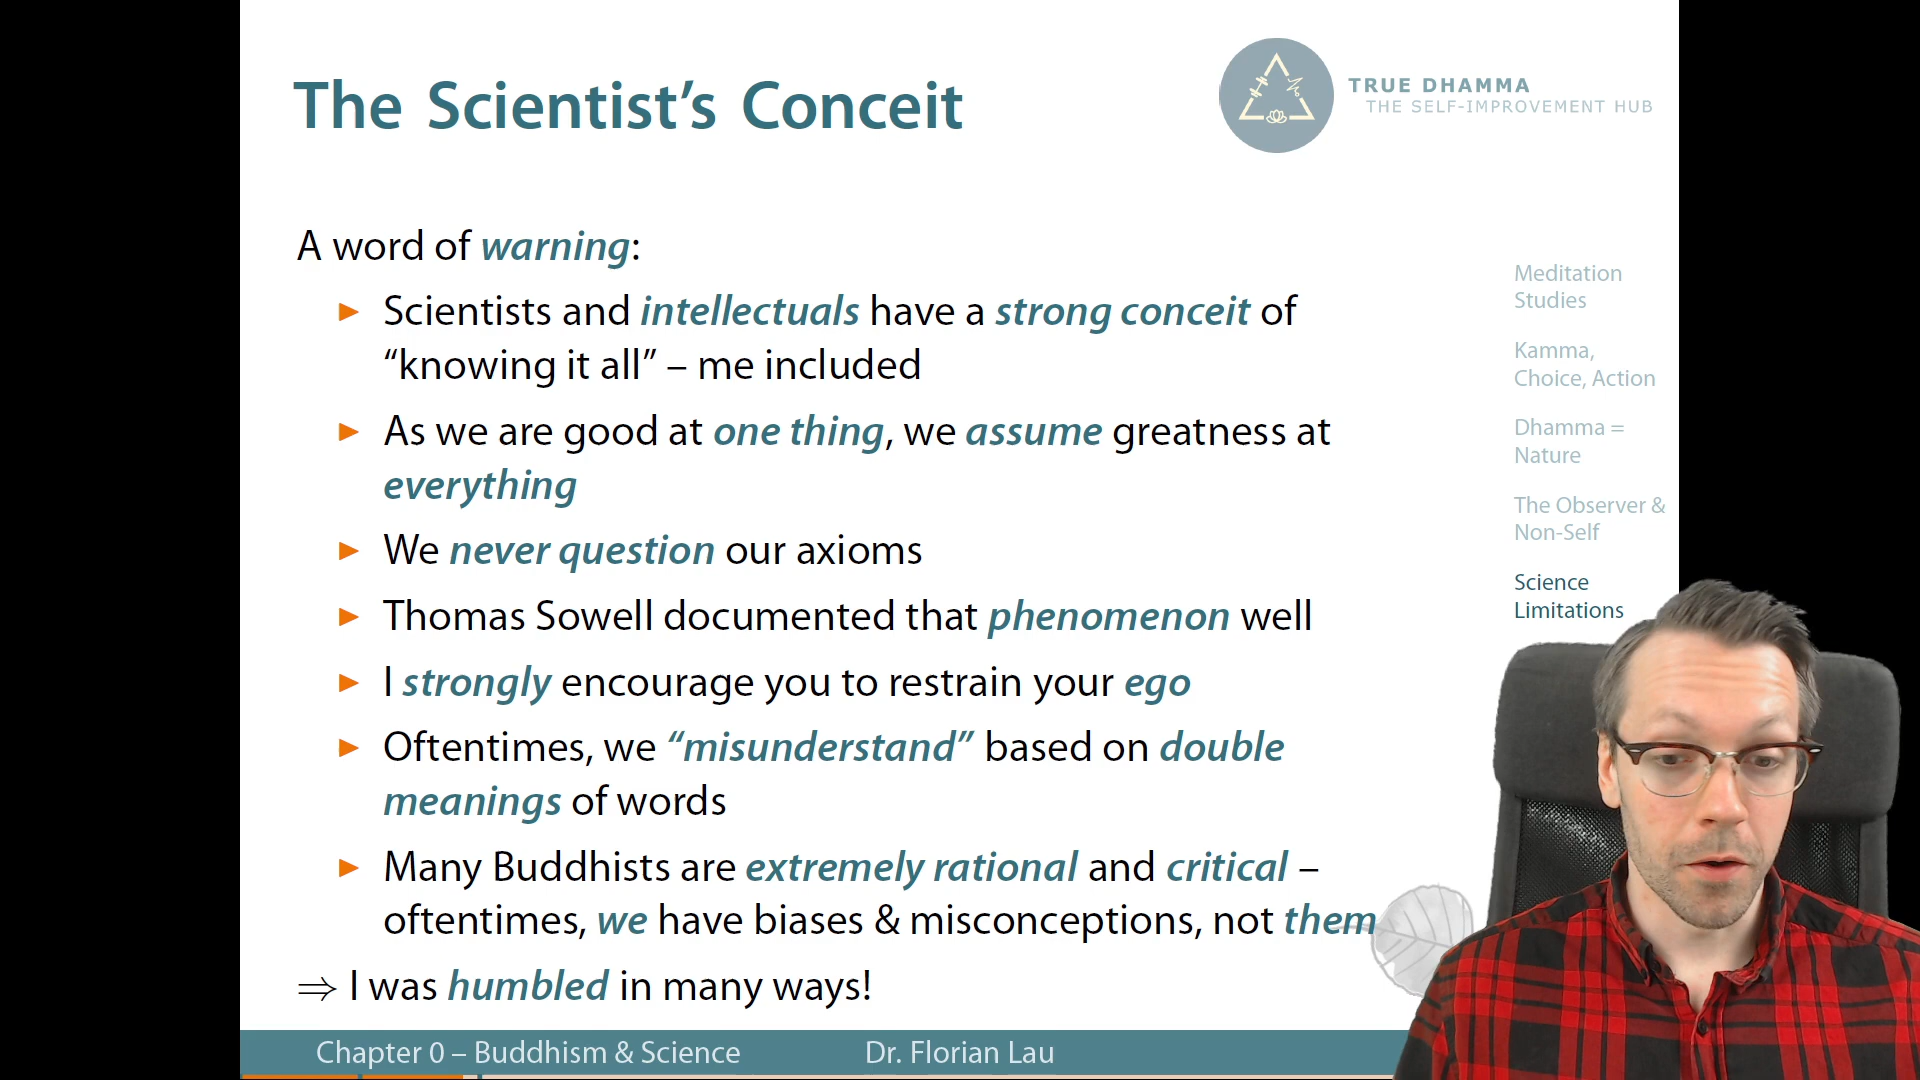 The Scientist’s Conceit
TRUE DHAMMA
THE SELF-IMPROVEMENT HUB
A word of warning:
► Scientists and intellectuals have a strong conceit of
“knowing it all” – me included
► As we are good at one thing, we assume greatness at
everything
► We never question our axioms
► Thomas Sowell documented that phenomenon well
► I strongly encourage you to restrain your ego
► Oftentimes, we “misunderstand” based on double
meanings of words
► Many Buddhists are extremely rational and critical –
oftentimes, we have biases & misconceptions, not them
⇒ I was humbled in many ways!
Meditation
Studies
Kamma,
Choice, Action
Dhamma =
Nature
The Observer &
Non-Self
Science
Limitations
Chapter 0 – Buddhism & Science
Dr. Florian Lau